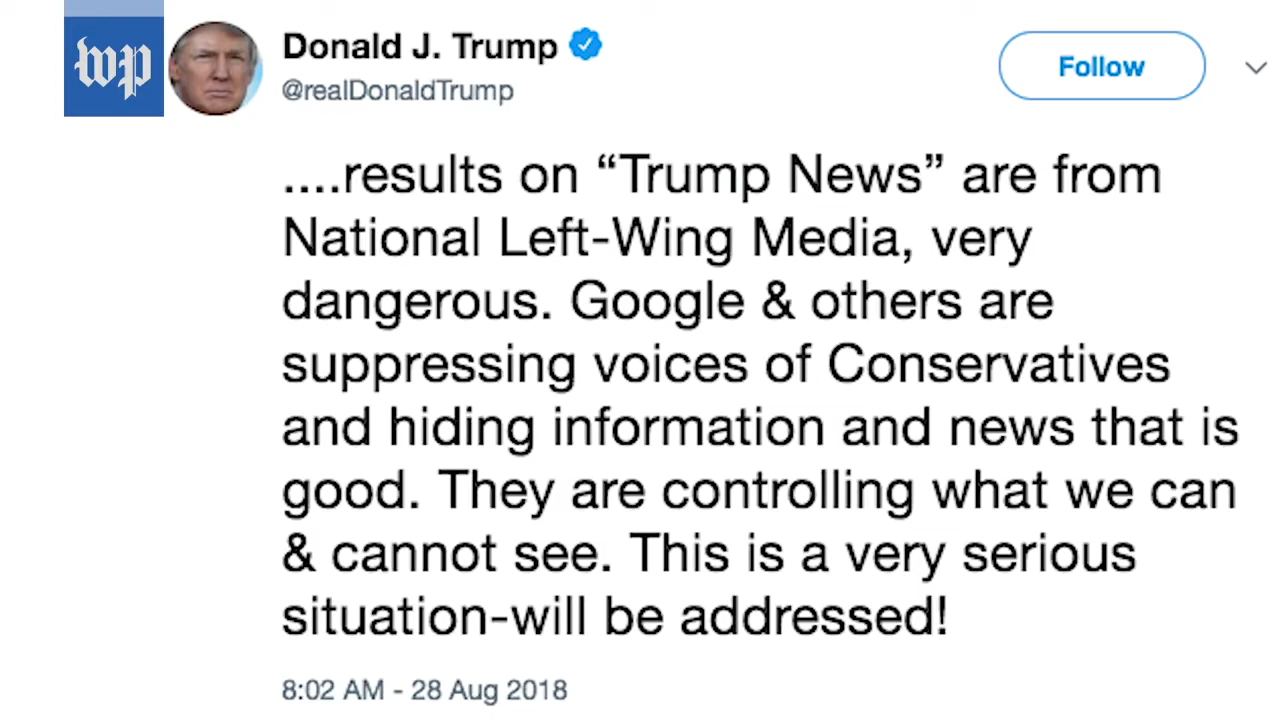 wp
Donald J. Trump
@realDonaldTrump
Follow
....results on “Trump News” are from
National Left-Wing Media, very
dangerous. Google & others are
suppressing voices of Conservatives
and hiding information and news that is
good. They are controlling what we can
& cannot see. This is a very serious
situation-will be addressed!
8:02 AM - 28 Aug 2018